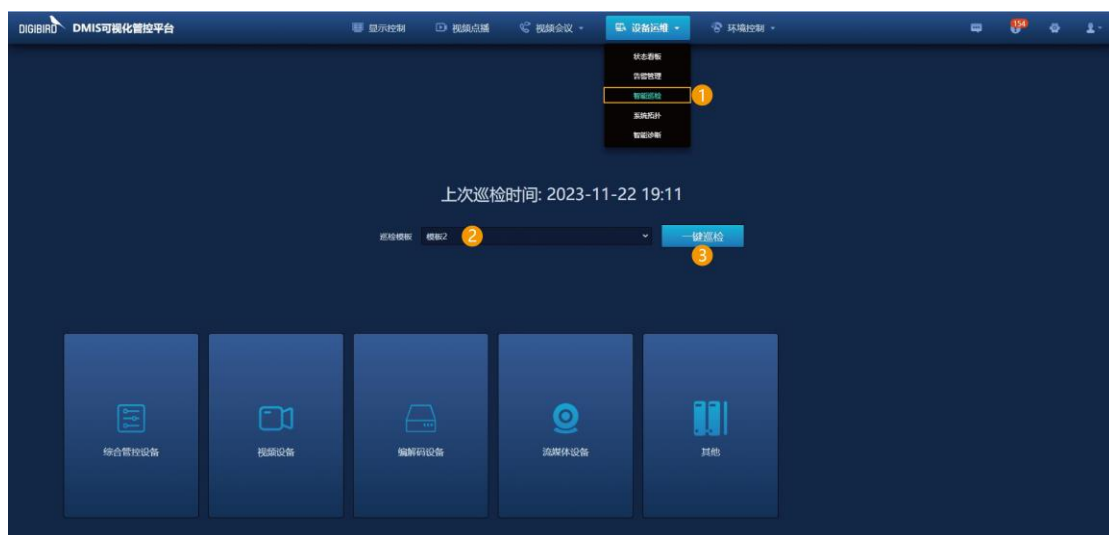 DIGIBIRD DMIS可视化管控平台 显示控制 视频点播 视频会议 设备运维 环境控制 154
状态看板
告警管理
智能巡检 1
系统拓扑
智能诊断
上次巡检时间: 2023-11-22 19:11
巡检模板 模板2 2 一键巡检
3
综合管控设备 视频设备 编解码设备 流媒体设备 其他